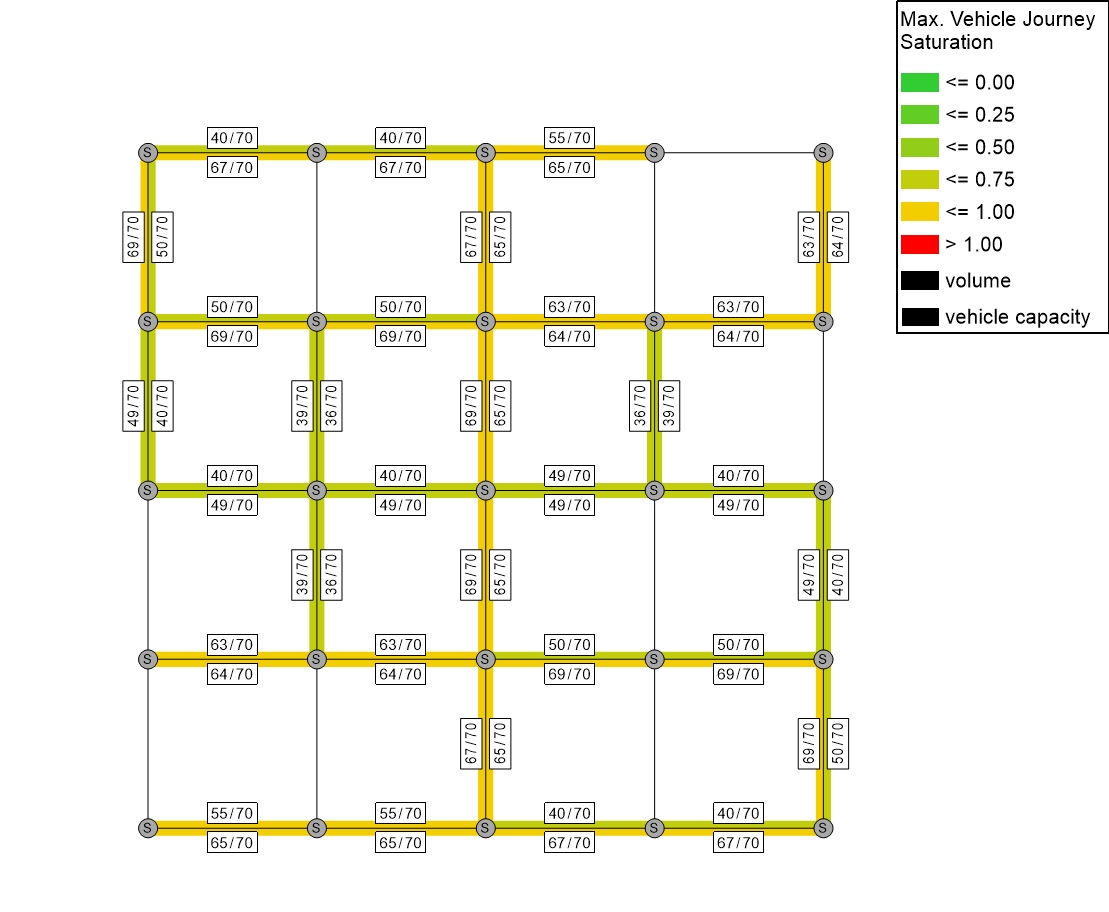 Max. Vehicle Journey
Saturation
<= 0.00
<= 0.25
<= 0.50
<= 0.75
<= 1.00
> 1.00
volume
vehicle capacity
40/70 40/70 55/70
S S S S S
67/70 67/70 65/70
69/70 50/70 67/70 65/70 63/70 64/70
50/70 50/70 63/70 63/70
S S S S S
69/70 69/70 64/70 64/70
49/70 40/70 39/70 36/70 69/70 65/70 36/70 39/70
40/70 40/70 49/70 40/70
S S S S S
49/70 49/70 49/70 49/70
39/70 36/70 69/70 65/70 49/70 40/70
63/70 63/70 50/70 50/70
S S S S S
64/70 64/70 69/70 69/70
67/70 65/70 69/70 50/70
55/70 55/70 40/70 40/70
S S S S S
65/70 65/70 67/70 67/70